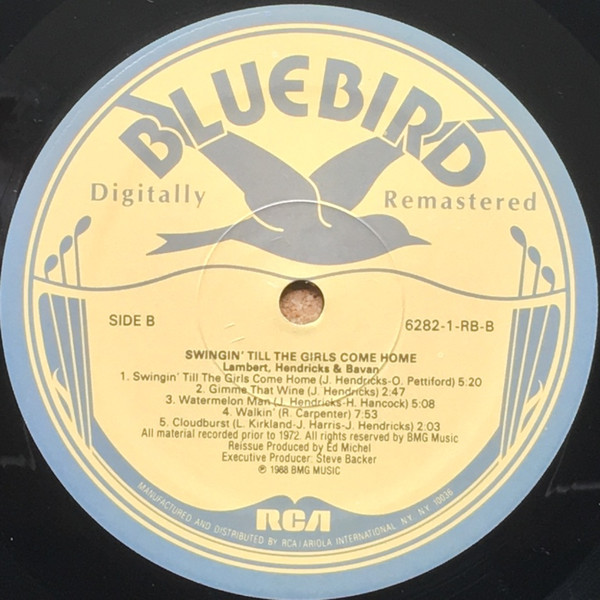 BLUEBIRD
Digitally Remastered
SIDE B 6282-1-RB-B
SWINGIN' TILL THE GIRLS COME HOME
Lambert, Hendricks & Bavan
1. Swingin' Till The Girls Come Home (J. Hendricks-O. Pettiford) 5:20
2. Gimme That Wine (J. Hendricks) 2:47
3. Watermelon Man (J. Hendricks-H. Hancock) 5:08
4. Walkin' (R. Carpenter) 7:53
5. Cloudburst (L. Kirkland-J. Harris-J. Hendricks) 2:03
All material recorded prior to 1972. All rights reserved by BMG Music
Reissue Produced by Ed Michel
Executive Producer: Steve Backer
℗ 1988 BMG MUSIC
RCA
MANUFACTURED AND DISTRIBUTED BY RCA/ARIOLA INTERNATIONAL, NY, NY 10036